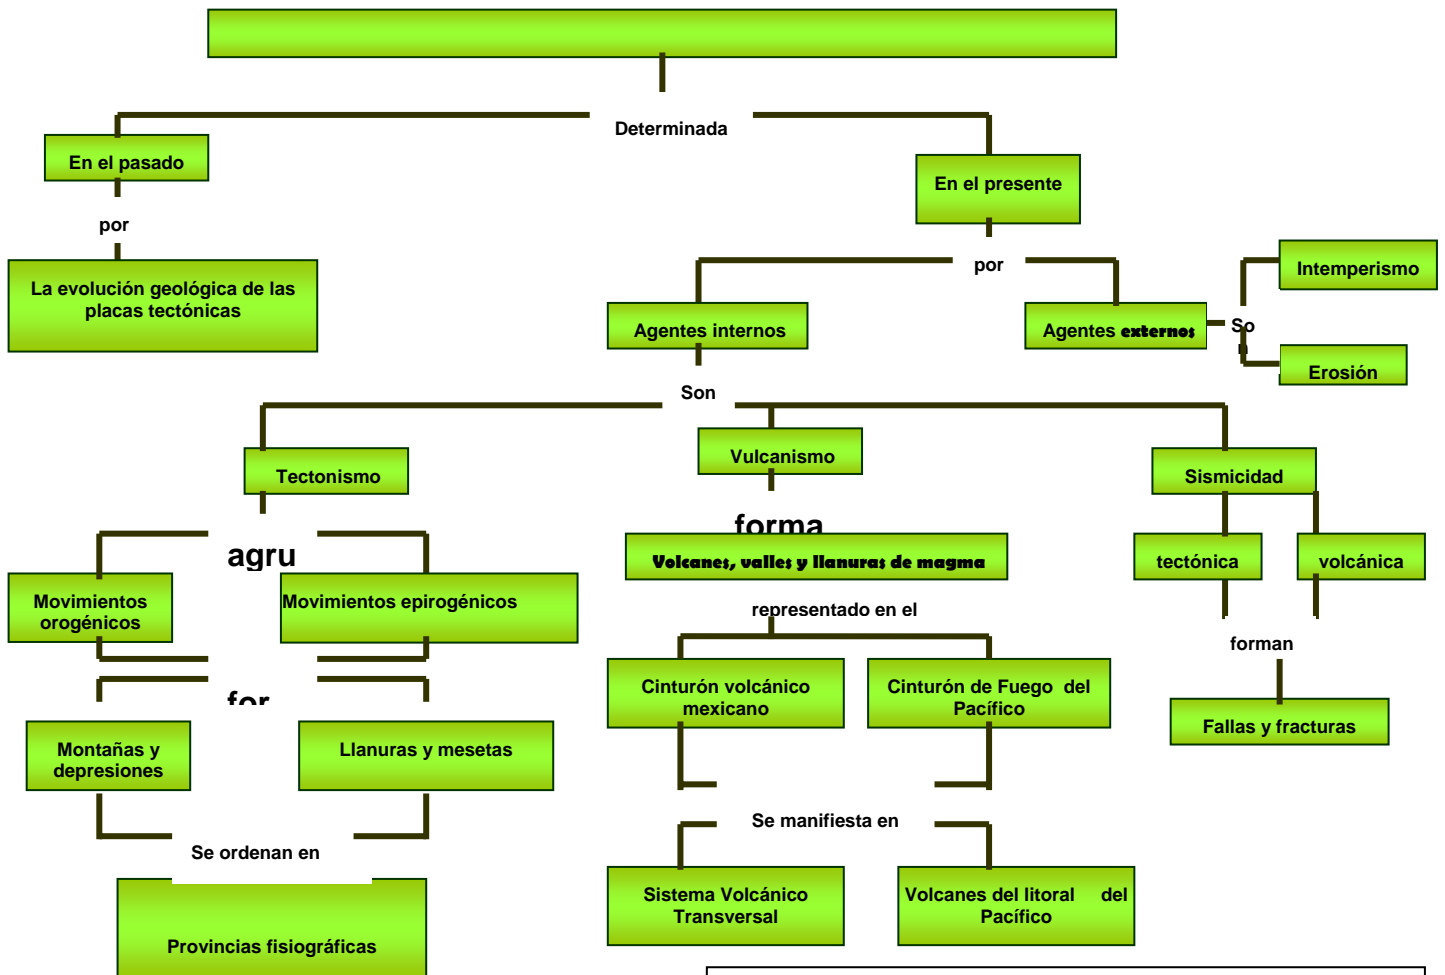 Determinada
En el pasado
En el presente
por
por
La evolución geológica de las
placas tectónicas
Intemperismo
Agentes internos
Agentes externos
So
n
Erosión
Son
Tectonismo
Vulcanismo
Sismicidad
agru
forma
Volcanes, valles y llanuras de magma
tectónica
volcánica
Movimientos
orogénicos
Movimientos epirogénicos
representado en el
forman
for
Cinturón volcánico
mexicano
Cinturón de Fuego del
Pacífico
Fallas y fracturas
Montañas y
depresiones
Llanuras y mesetas
Se manifiesta en
Se ordenan en
Sistema Volcánico
Transversal
Volcanes del litoral del
Pacífico
Provincias fisiográficas